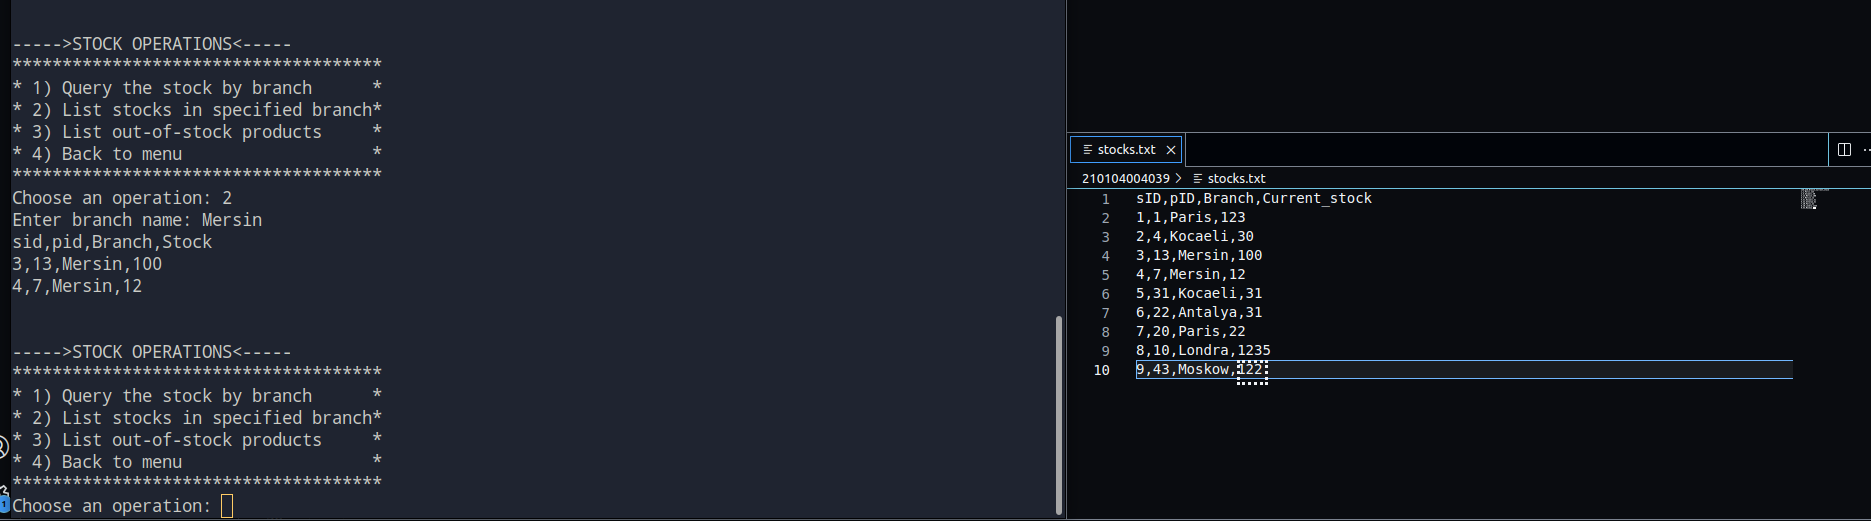 ----->STOCK OPERATIONS<-----
*************************************
* 1) Query the stock by branch      *
* 2) List stocks in specified branch*
* 3) List out-of-stock products     *
* 4) Back to menu                   *
*************************************
Choose an operation: 2
Enter branch name: Mersin
sid,pid,Branch,Stock
3,13,Mersin,100
4,7,Mersin,12
----->STOCK OPERATIONS<-----
*************************************
* 1) Query the stock by branch      *
* 2) List stocks in specified branch*
* 3) List out-of-stock products     *
* 4) Back to menu                   *
*************************************
Choose an operation:
1
stocks.txt
210104004039 > stocks.txt
1 sID,pID,Branch,Current_stock
2 1,1,Paris,123
3 2,4,Kocaeli,30
4 3,13,Mersin,100
5 4,7,Mersin,12
6 5,31,Kocaeli,31
7 6,22,Antalya,31
8 7,20,Paris,22
9 8,10,Londra,1235
10 9,43,Moskow,122